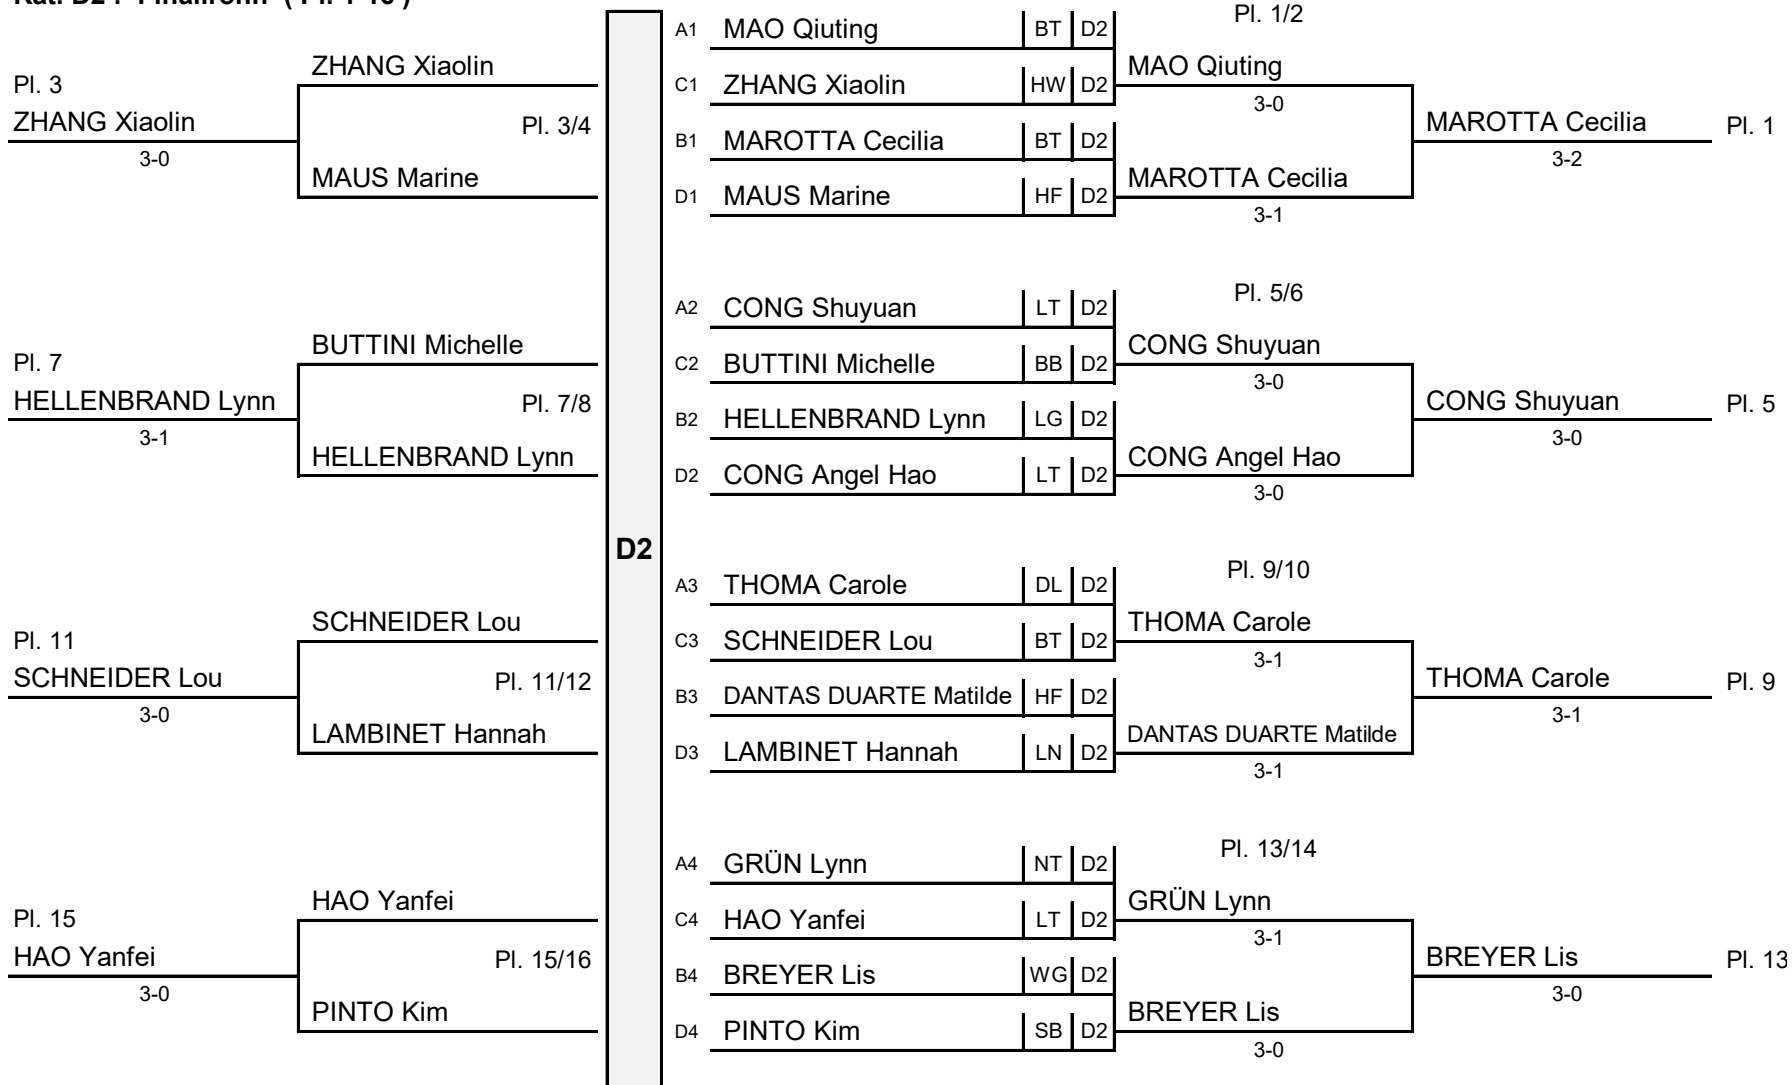 Kat. D2 : Finalronn ( Pl. 1-16 )
Pl. 3
ZHANG Xiaolin
3-0
ZHANG Xiaolin
Pl. 3/4
MAUS Marine
Pl. 7
HELLENBRAND Lynn
3-1
BUTTINI Michelle
Pl. 7/8
HELLENBRAND Lynn
Pl. 11
SCHNEIDER Lou
3-0
SCHNEIDER Lou
Pl. 11/12
LAMBINET Hannah
Pl. 15
HAO Yanfei
3-0
HAO Yanfei
Pl. 15/16
PINTO Kim
D2
A1 MAO Qiuting BT D2
C1 ZHANG Xiaolin HW D2
B1 MAROTTA Cecilia BT D2
D1 MAUS Marine HF D2
Pl. 1/2
MAO Qiuting
3-0
MAROTTA Cecilia
3-1
MAROTTA Cecilia Pl. 1
3-2
A2 CONG Shuyuan LT D2
C2 BUTTINI Michelle BB D2
B2 HELLENBRAND Lynn LG D2
D2 CONG Angel Hao LT D2
Pl. 5/6
CONG Shuyuan
3-0
CONG Angel Hao
3-0
CONG Shuyuan Pl. 5
3-0
A3 THOMA Carole DL D2
C3 SCHNEIDER Lou BT D2
B3 DANTAS DUARTE Matilde HF D2
D3 LAMBINET Hannah LN D2
Pl. 9/10
THOMA Carole
3-1
DANTAS DUARTE Matilde
3-1
THOMA Carole Pl. 9
3-1
A4 GRÜN Lynn NT D2
C4 HAO Yanfei LT D2
B4 BREYER Lis WG D2
D4 PINTO Kim SB D2
Pl. 13/14
GRÜN Lynn
3-1
BREYER Lis
3-0
BREYER Lis Pl. 13
3-0